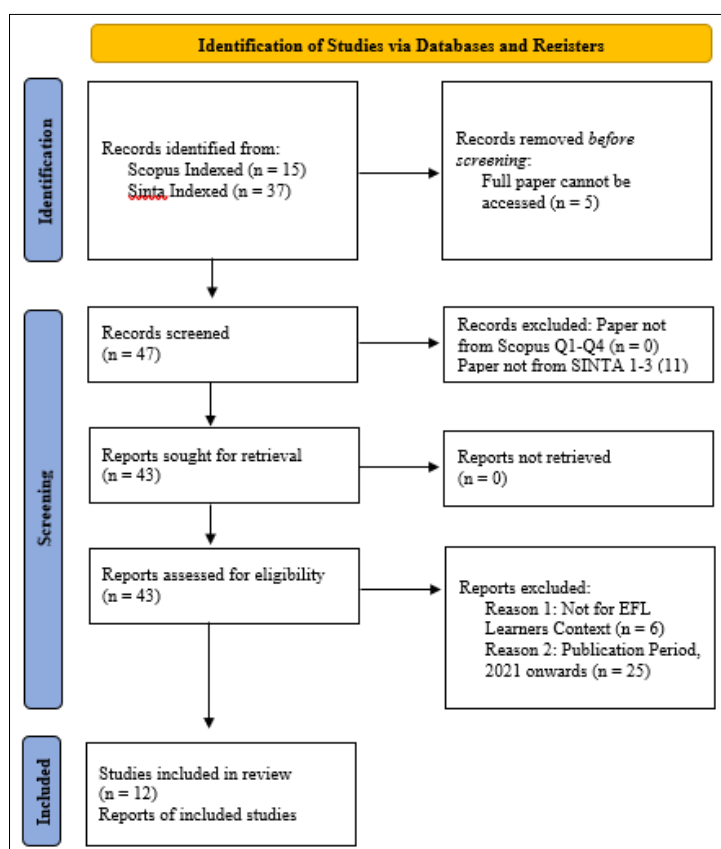 Identification of Studies via Databases and Registers
Identification
Records identified from:
Scopus Indexed (n = 15)
Sinta Indexed (n = 37)
Records removed before
screening:
Full paper cannot be
accessed (n = 5)
Screening
Records screened
(n = 47)
Records excluded: Paper not
from Scopus Q1-Q4 (n = 0)
Paper not from SINTA 1-3 (11)
Reports sought for retrieval
(n = 43)
Reports not retrieved
(n = 0)
Reports assessed for eligibility
(n = 43)
Reports excluded:
Reason 1: Not for EFL
Learners Context (n = 6)
Reason 2: Publication Period,
2021 onwards (n = 25)
Included
Studies included in review
(n = 12)
Reports of included studies